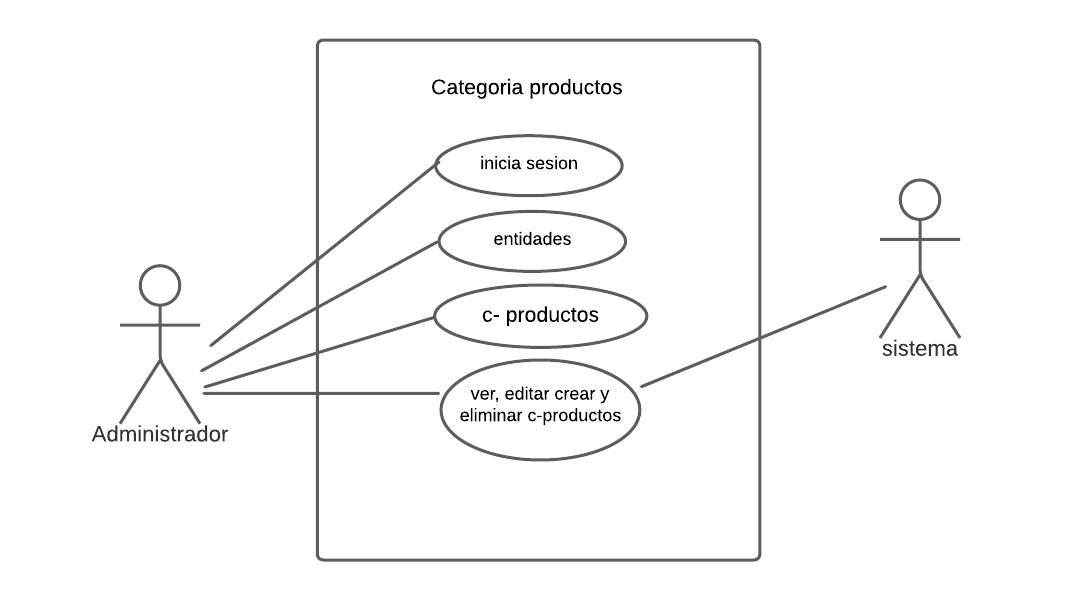 Categoria productos
inicia sesion
entidades
c- productos
ver, editar crear y
eliminar c-productos
Administrador
sistema